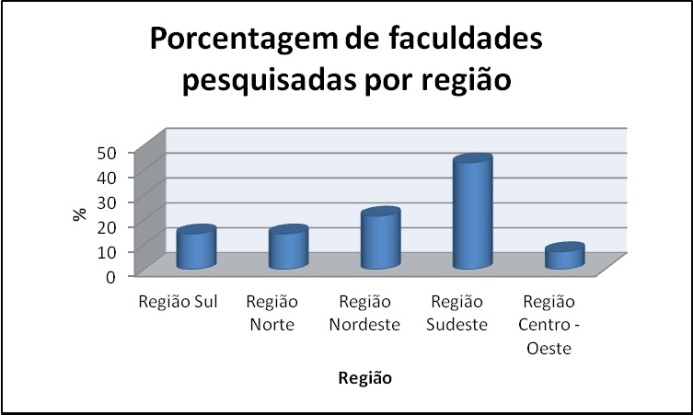 Porcentagem de faculdades
pesquisadas por região
50
40
30
20
10
0
%
Região Sul
Região
Norte
Região
Nordeste
Região
Sudeste
Região
Centro -
Oeste
Região